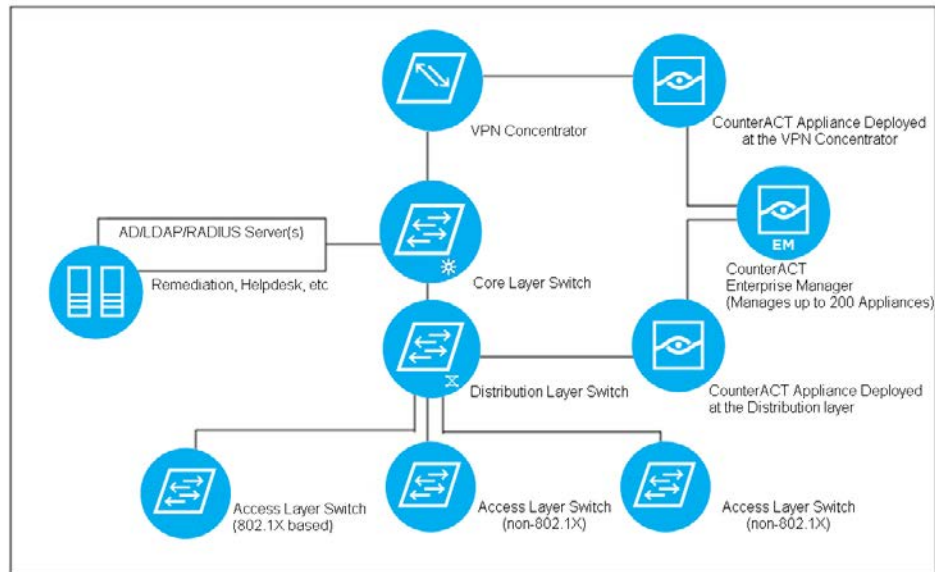 VPN Concentrator
CounterACT Appliance Deployed
at the VPN Concentrator
AD/LDAP/RADIUS Server(s)
Remediation, Helpdesk, etc
Core Layer Switch
EM
CounterACT
Enterprise Manager
(Manages up to 200 Appliances)
Distribution Layer Switch
CounterACT Appliance Deployed
at the Distribution layer
Access Layer Switch
(802.1X based)
Access Layer Switch
(non-802.1X)
Access Layer Switch
(non-802.1X)